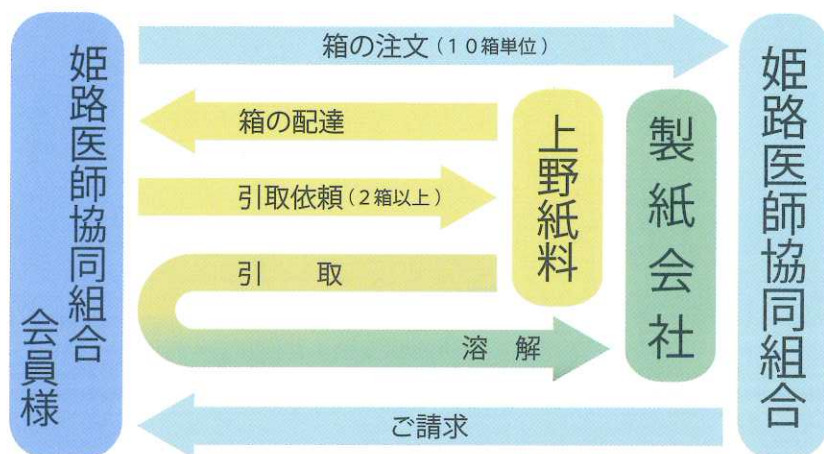 姫路医師協同組合
会員様
箱の注文(10箱単位)
箱の配達
引取依頼(2箱以上)
引　取
溶　解
ご請求
上野紙料
製紙会社
姫路医師協同組合